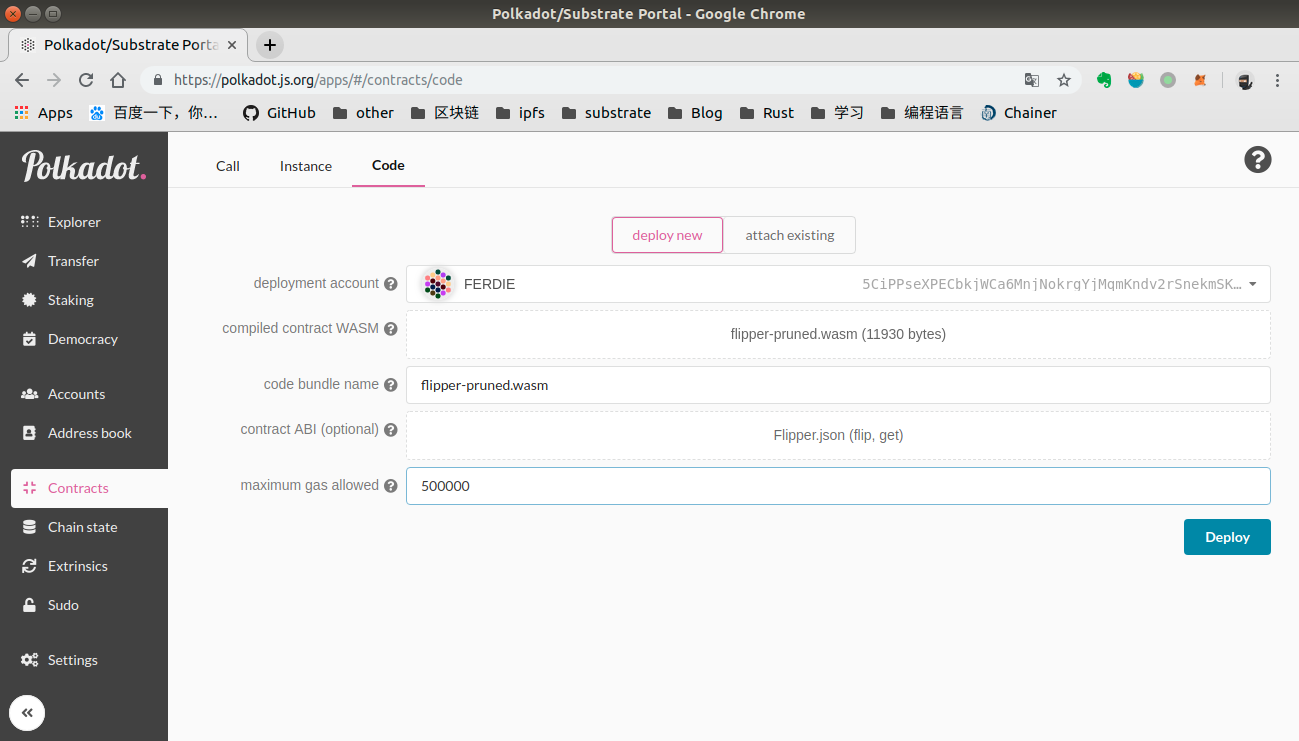 Polkadot/Substrate Portal - Google Chrome
Polkadot/Substrate Porta
https://polkadot.js.org/apps/#/contracts/code
Apps 百度一下，你... GitHub other 区块链 ipfs substrate Blog Rust 学习 编程语言 Chainer
Polkadot.
Call Instance Code
Explorer
Transfer
Staking
Democracy
Accounts
Address book
Contracts
Chain state
Extrinsics
Sudo
Settings
deploy new attach existing
deployment account FERDIE 5CiPPseXPECbkjWCa6MnjNokrgYjMqmKndv2rSnekmSK...
compiled contract WASM flipper-pruned.wasm (11930 bytes)
code bundle name flipper-pruned.wasm
contract ABI (optional) Flipper.json (flip, get)
maximum gas allowed 500000
Deploy